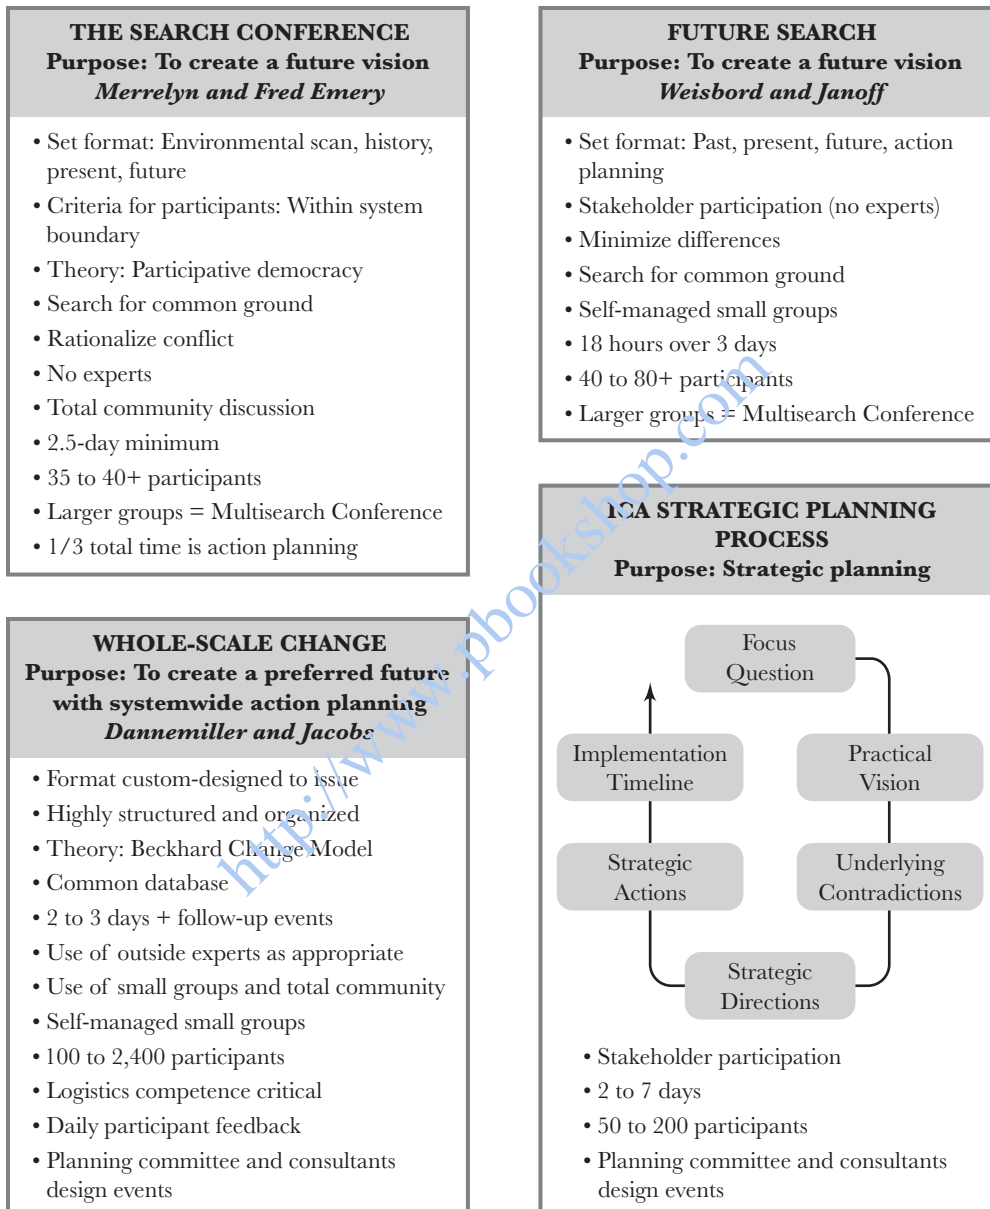 THE SEARCH CONFERENCE
Purpose: To create a future vision
Merrelyn and Fred Emery
• Set format: Environmental scan, history,
present, future
• Criteria for participants: Within system
boundary
• Theory: Participative democracy
• Search for common ground
• Rationalize conflict
• No experts
• Total community discussion
• 2.5-day minimum
• 35 to 40+ participants
• Larger groups = Multisearch Conference
• 1/3 total time is action planning
WHOLE-SCALE CHANGE
Purpose: To create a preferred future
with systemwide action planning
Dannemiller and Jacobs
• Format custom-designed to issue
• Highly structured and organized
• Theory: Beckhard Change Model
• Common database
• 2 to 3 days + follow-up events
• Use of outside experts as appropriate
• Use of small groups and total community
• Self-managed small groups
• 100 to 2,400 participants
• Logistics competence critical
• Daily participant feedback
• Planning committee and consultants
design events
FUTURE SEARCH
Purpose: To create a future vision
Weisbord and Janoff
• Set format: Past, present, future, action
planning
• Stakeholder participation (no experts)
• Minimize differences
• Search for common ground
• Self-managed small groups
• 18 hours over 3 days
• 40 to 80+ participants
• Larger groups = Multisearch Conference
ICA STRATEGIC PLANNING
PROCESS
Purpose: Strategic planning
Focus
Question
Practical
Vision
Underlying
Contradictions
Strategic
Directions
Strategic
Actions
Implementation
Timeline
• Stakeholder participation
• 2 to 7 days
• 50 to 200 participants
• Planning committee and consultants
design events
http://www.pbookshop.com